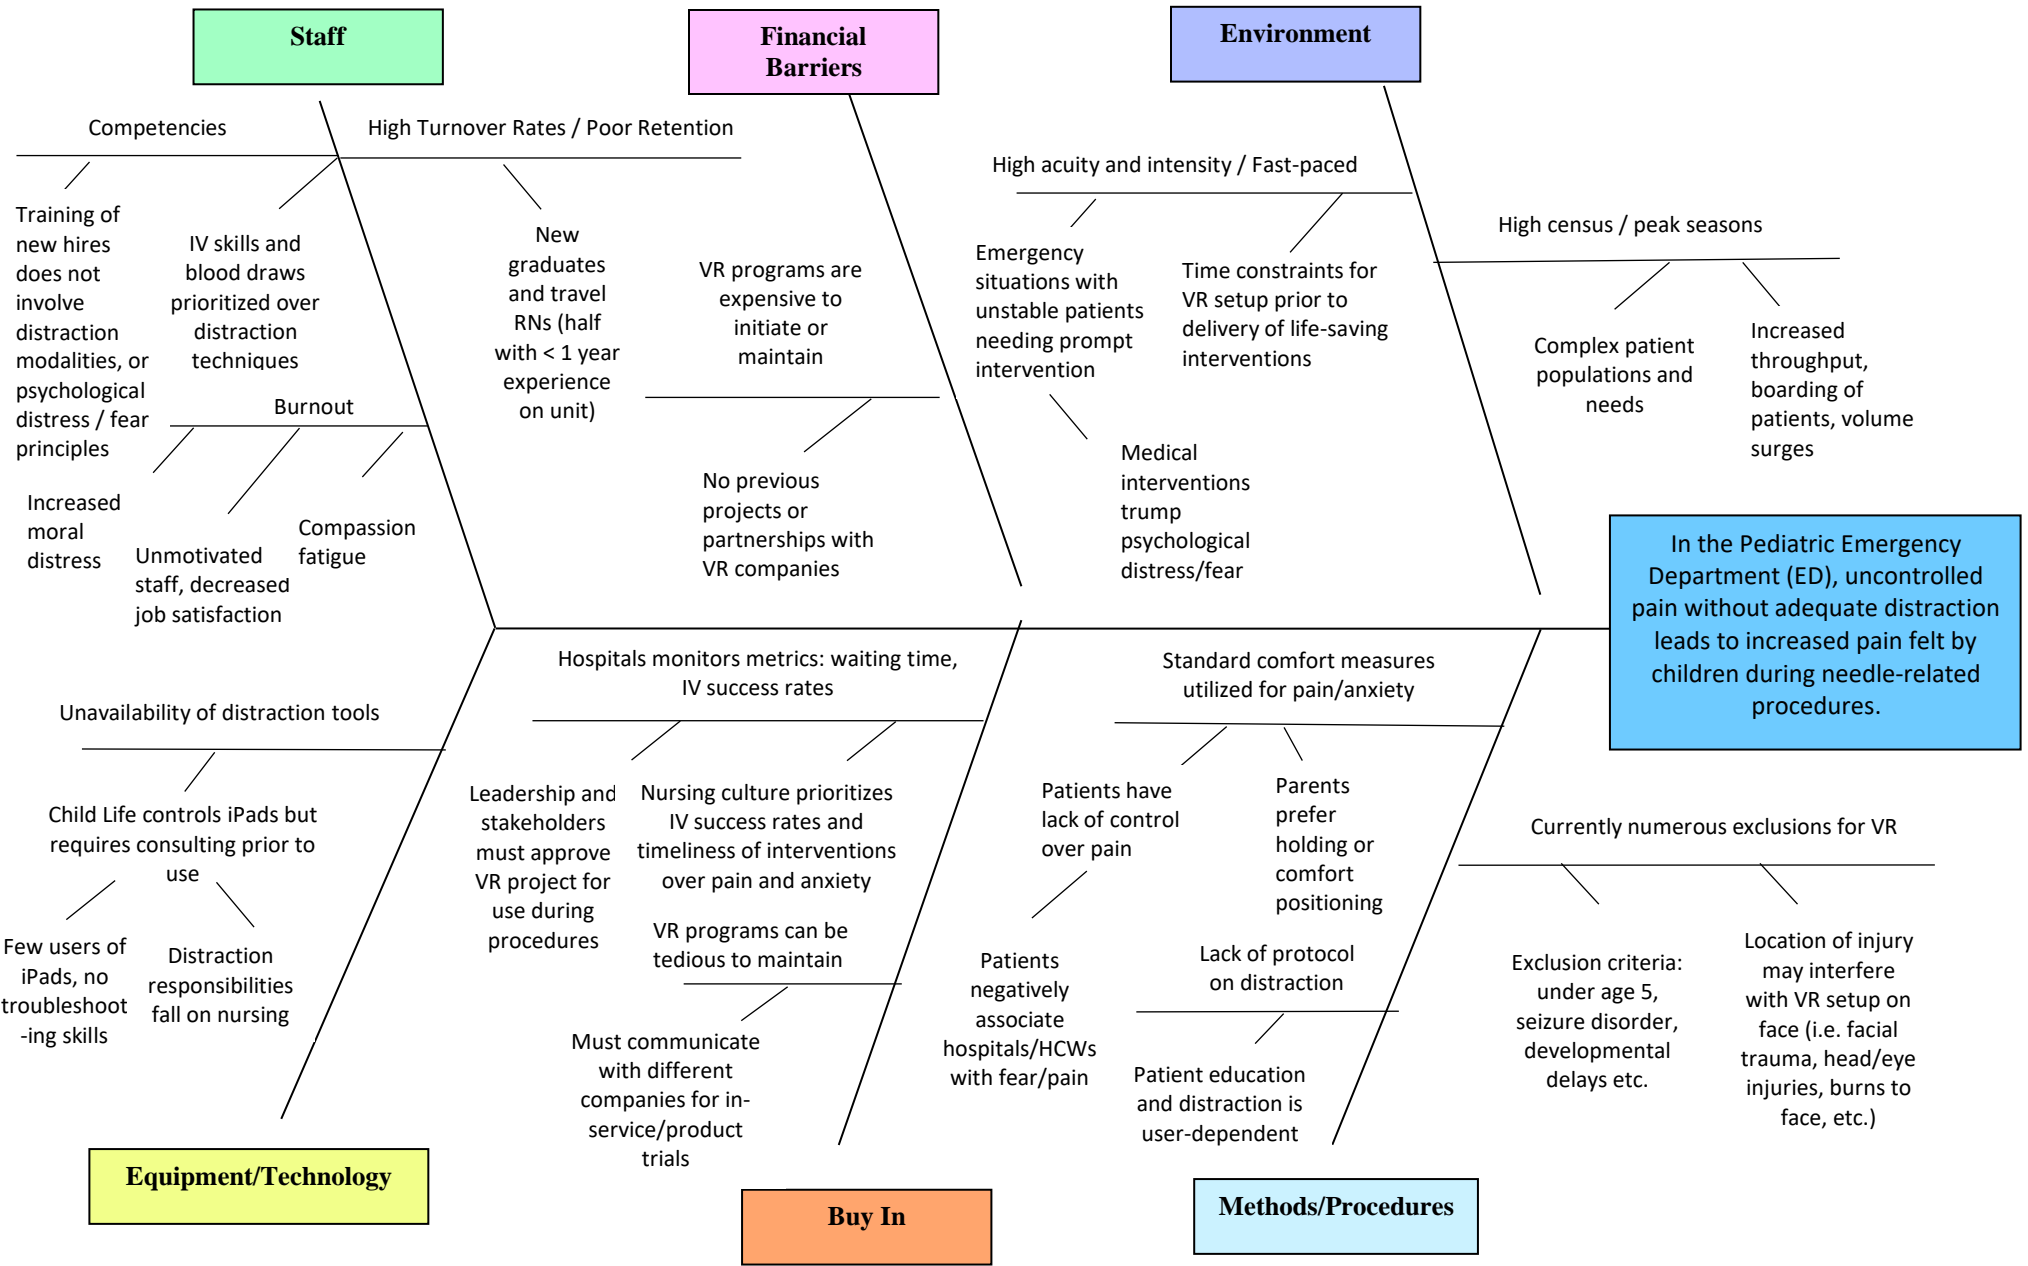 Staff
Financial
Barriers
Environment
Competencies
High Turnover Rates / Poor Retention
Training of
new hires
does not
involve
distraction
modalities, or
psychological
distress / fear
principles
IV skills and
blood draws
prioritized over
distraction
techniques
New
graduates
and travel
RNs (half
with < 1 year
experience
on unit)
Burnout
Increased
moral
distress
Unmotivated
staff, decreased
job satisfaction
Compassion
fatigue
VR programs are
expensive to
initiate or
maintain
No previous
projects or
partnerships with
VR companies
High acuity and intensity / Fast-paced
Emergency
situations with
unstable patients
needing prompt
intervention
Time constraints for
VR setup prior to
delivery of life-saving
interventions
Medical
interventions
trump
psychological
distress/fear
High census / peak seasons
Complex patient
populations and
needs
Increased
throughput,
boarding of
patients, volume
surges
In the Pediatric Emergency
Department (ED), uncontrolled
pain without adequate distraction
leads to increased pain felt by
children during needle-related
procedures.
Unavailability of distraction tools
Child Life controls iPads but
requires consulting prior to
use
Few users of
iPads, no
troubleshoot
-ing skills
Distraction
responsibilities
fall on nursing
Hospitals monitors metrics: waiting time,
IV success rates
Leadership and
stakeholders
must approve
VR project for
use during
procedures
Nursing culture prioritizes
IV success rates and
timeliness of interventions
over pain and anxiety
VR programs can be
tedious to maintain
Must communicate
with different
companies for in-
service/product
trials
Standard comfort measures
utilized for pain/anxiety
Patients have
lack of control
over pain
Parents
prefer
holding or
comfort
positioning
Patients
negatively
associate
hospitals/HCWs
with fear/pain
Lack of protocol
on distraction
Patient education
and distraction is
user-dependent
Currently numerous exclusions for VR
Exclusion criteria:
under age 5,
seizure disorder,
developmental
delays etc.
Location of injury
may interfere
with VR setup on
face (i.e. facial
trauma, head/eye
injuries, burns to
face, etc.)
Equipment/Technology
Buy In
Methods/Procedures